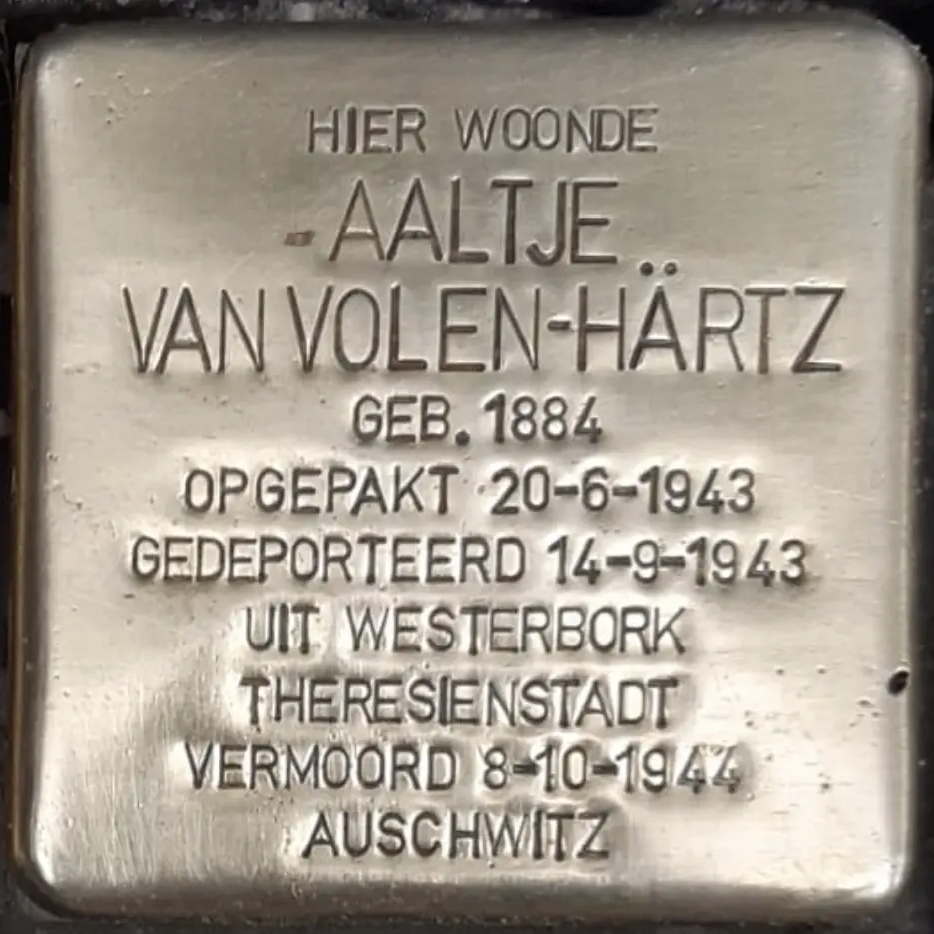 HIER WOONDE
AALTJE
VAN VOLEN-HÄRTZ
GEB. 1884
OPGEPAKT 20-6-1943
GEDEPORTEERD 14-9-1943
UIT WESTERBORK
THERESIENSTADT
VERMOORD 8-10-1944
AUSCHWITZ